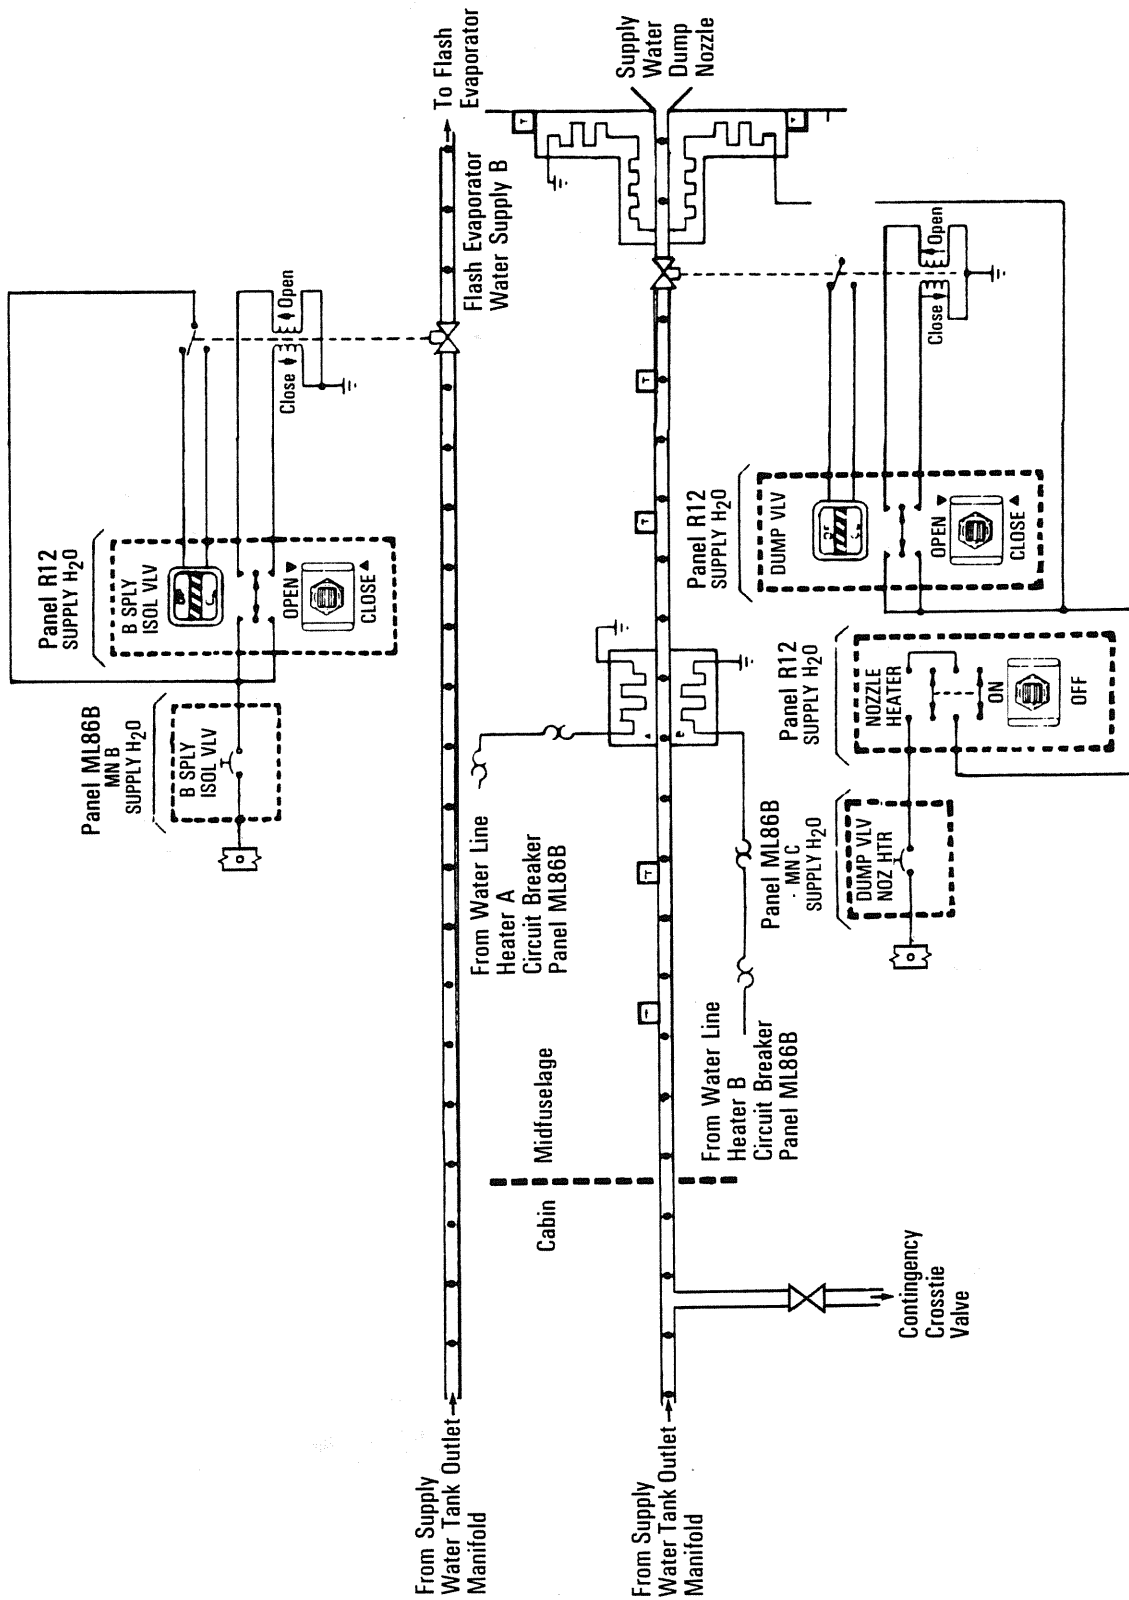 Panel ML86B
MN B
SUPPLY H2O
B SPLY
ISOL VLV
Panel R12
SUPPLY H2O
B SPLY
ISOL VLV
OPEN
CLOSE
Close
Open
From Supply
Water Tank Outlet
Manifold
Flash Evaporator
Water Supply B
To Flash
Evaporator
From Water Line
Heater A
Circuit Breaker
Panel ML86B
Cabin
Midfuselage
From Supply
Water Tank Outlet
Manifold
T
T
T
T
T
T
A
B
Supply
Water
Dump
Nozzle
From Water Line
Heater B
Circuit Breaker
Panel ML86B
Contingency
Crosstie
Valve
Panel ML86B
MN C
SUPPLY H2O
DUMP VLV
NOZ HTR
Panel R12
SUPPLY H2O
NOZZLE
HEATER
ON
OFF
Panel R12
SUPPLY H2O
DUMP VLV
OPEN
CLOSE
Close
Open